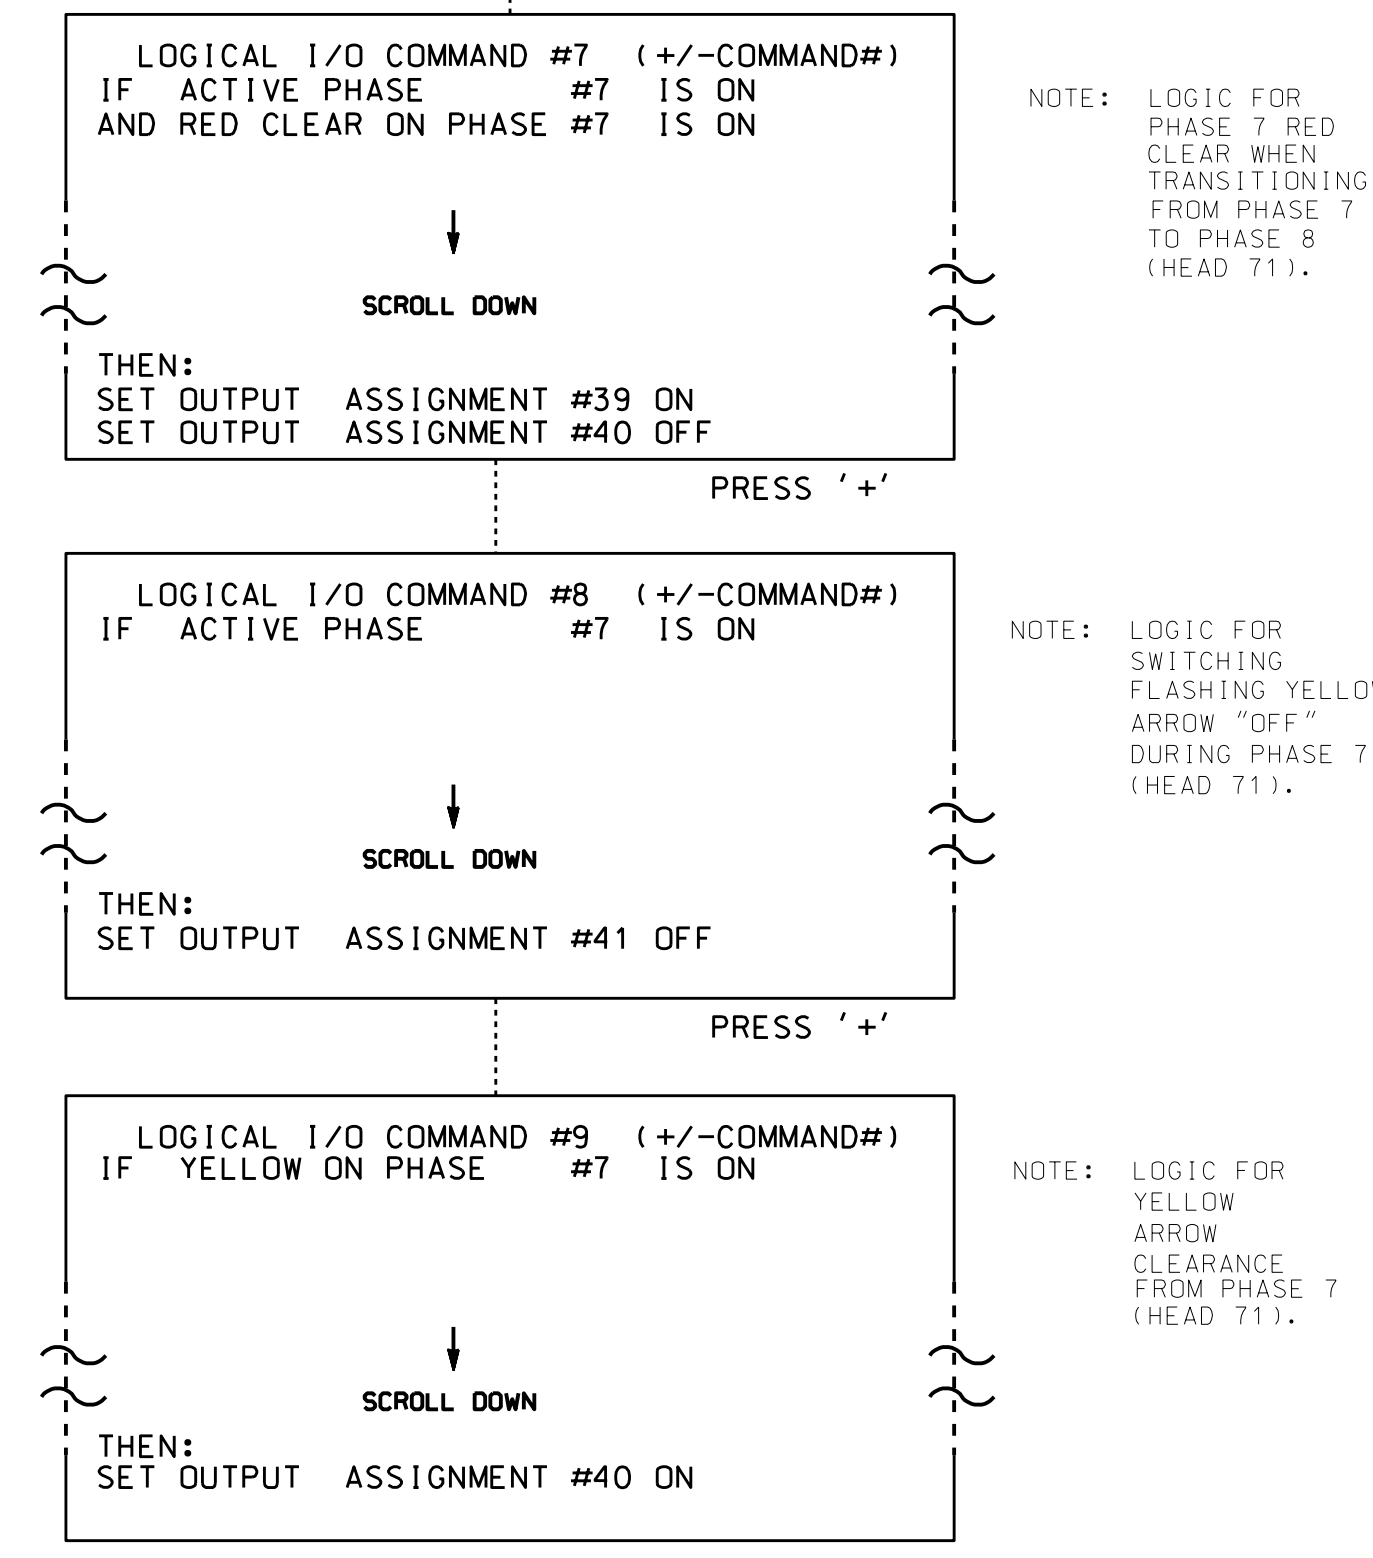 LOGICAL I/O COMMAND #7 (+/-COMMAND#)
IF ACTIVE PHASE #7 IS ON
AND RED CLEAR ON PHASE #7 IS ON
SCROLL DOWN
THEN:
SET OUTPUT ASSIGNMENT #39 ON
SET OUTPUT ASSIGNMENT #40 OFF
NOTE: LOGIC FOR
PHASE 7 RED
CLEAR WHEN
TRANSITIONING
FROM PHASE 7
TO PHASE 8
(HEAD 71).
PRESS '+'
LOGICAL I/O COMMAND #8 (+/-COMMAND#)
IF ACTIVE PHASE #7 IS ON
SCROLL DOWN
THEN:
SET OUTPUT ASSIGNMENT #41 OFF
NOTE: LOGIC FOR
SWITCHING
FLASHING YELLOW
ARROW "OFF"
DURING PHASE 7
(HEAD 71).
PRESS '+'
LOGICAL I/O COMMAND #9 (+/-COMMAND#)
IF YELLOW ON PHASE #7 IS ON
SCROLL DOWN
THEN:
SET OUTPUT ASSIGNMENT #40 ON
NOTE: LOGIC FOR
YELLOW
ARROW
CLEARANCE
FROM PHASE 7
(HEAD 71).